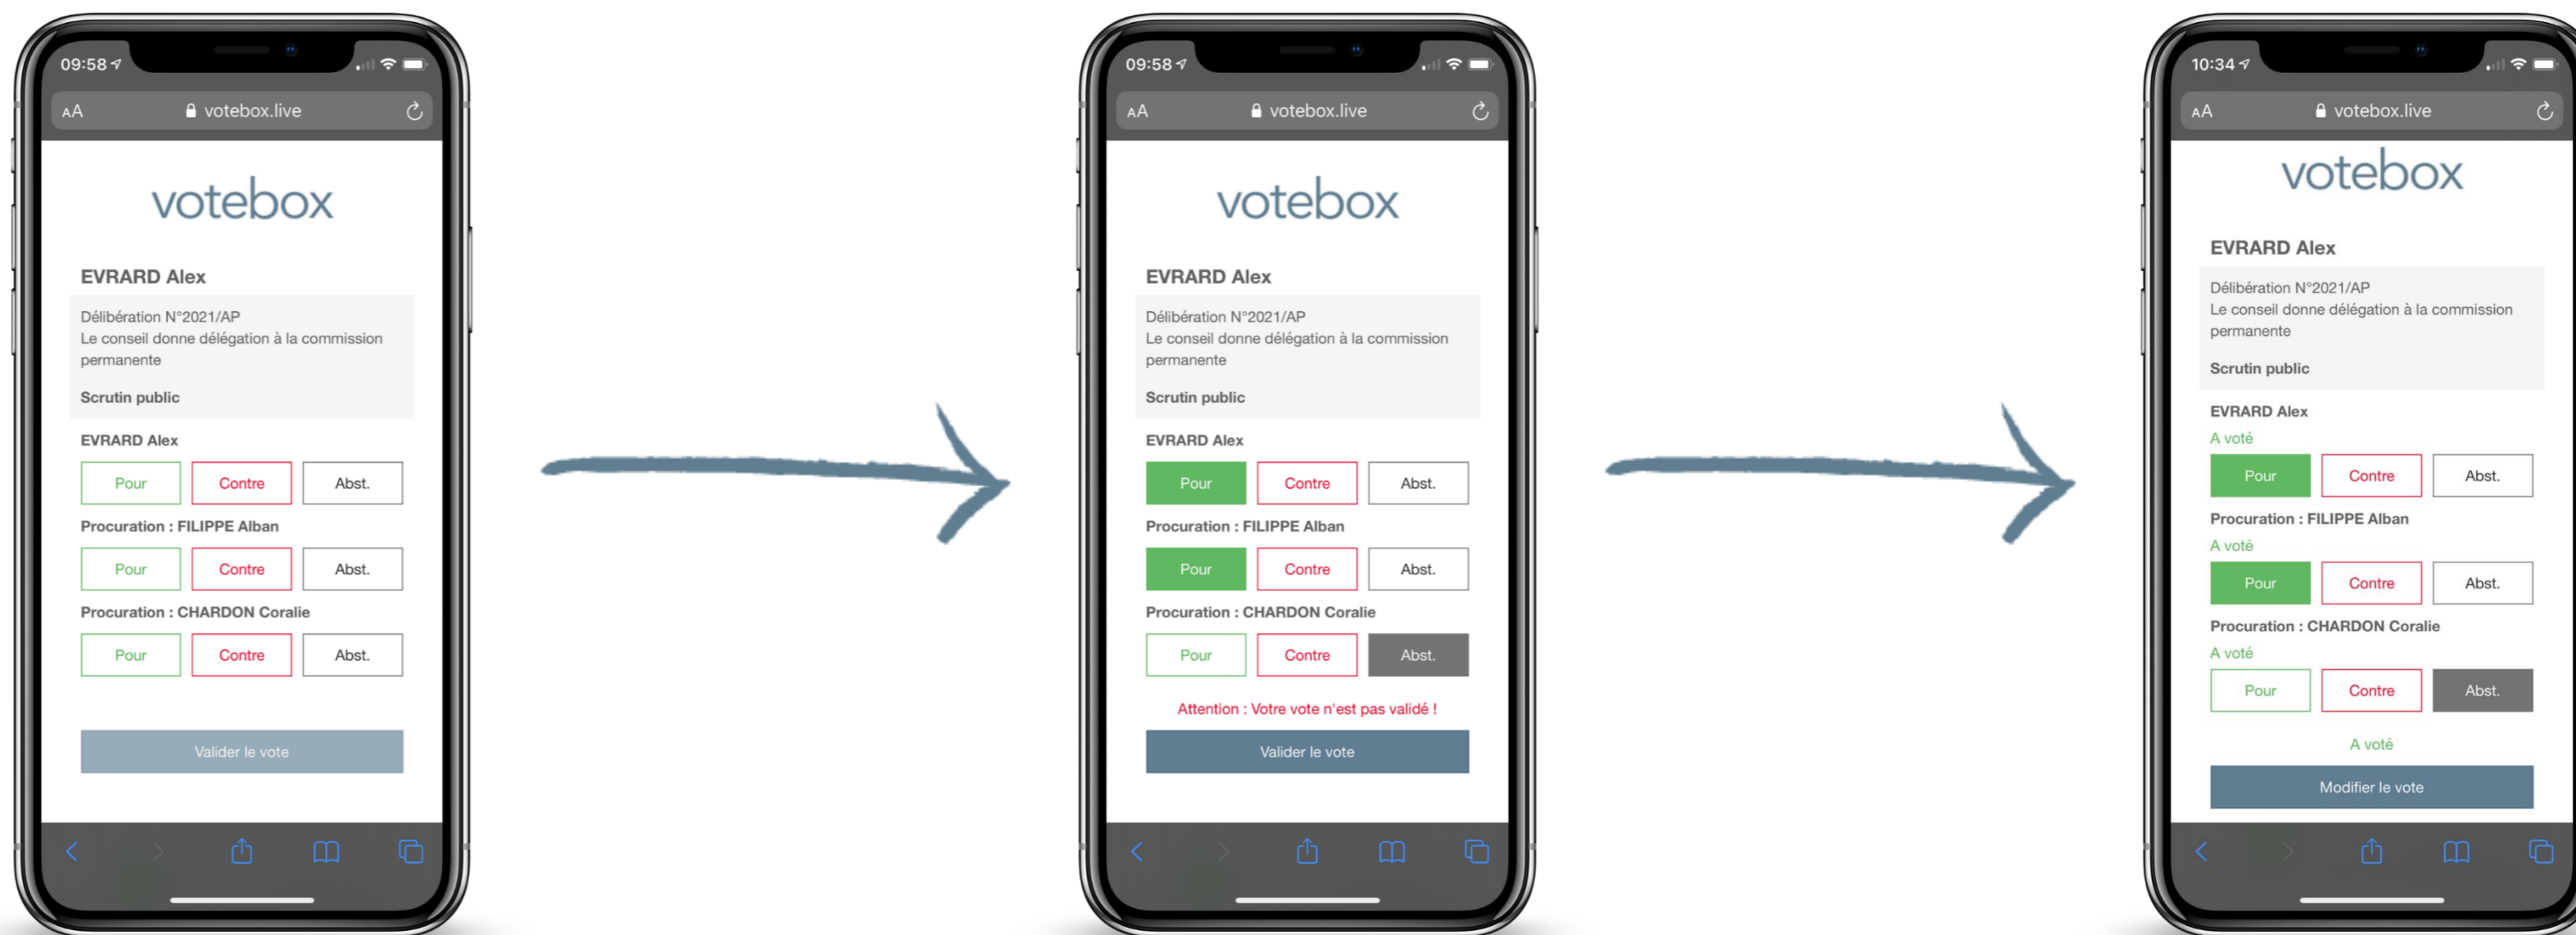 09:58
AA votebox.live
votebox
EVRARD Alex
Délibération N°2021/AP
Le conseil donne délégation à la commission
permanente
Scrutin public
EVRARD Alex
Pour Contre Abst.
Procuration : FILIPPE Alban
Pour Contre Abst.
Procuration : CHARDON Coralie
Pour Contre Abst.
Valider le vote
09:58
AA votebox.live
votebox
EVRARD Alex
Délibération N°2021/AP
Le conseil donne délégation à la commission
permanente
Scrutin public
EVRARD Alex
Pour Contre Abst.
Procuration : FILIPPE Alban
Pour Contre Abst.
Procuration : CHARDON Coralie
Pour Contre Abst.
Attention : Votre vote n'est pas validé !
Valider le vote
10:34
AA votebox.live
votebox
EVRARD Alex
Délibération N°2021/AP
Le conseil donne délégation à la commission
permanente
Scrutin public
EVRARD Alex
A voté
Pour Contre Abst.
Procuration : FILIPPE Alban
A voté
Pour Contre Abst.
Procuration : CHARDON Coralie
A voté
Pour Contre Abst.
A voté
Modifier le vote